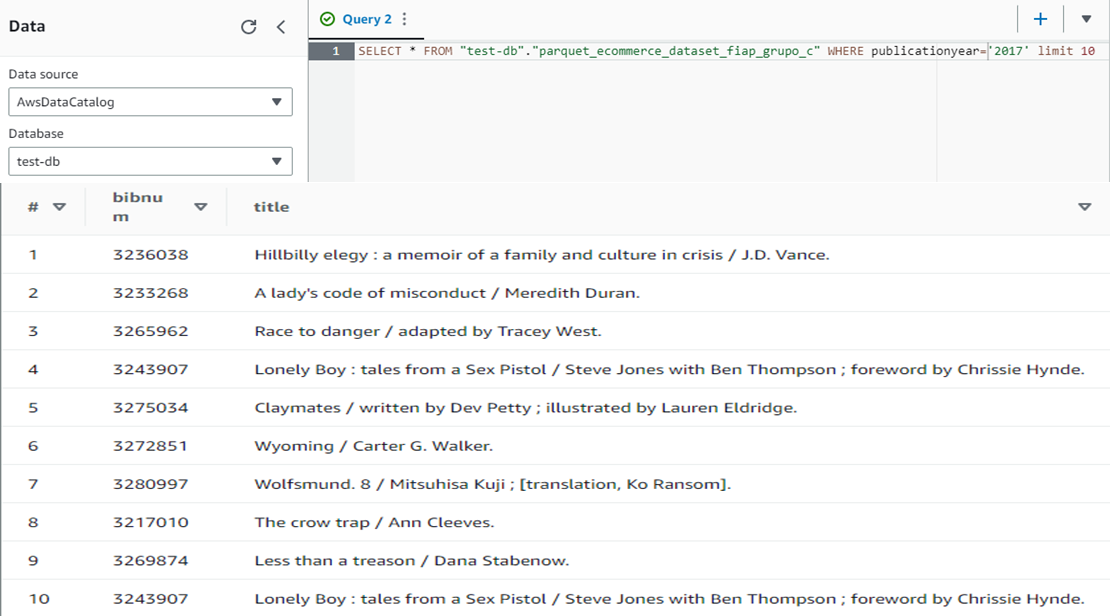 Data
Query 2
Data source
AwsDataCatalog
Database
test-db
1 SELECT * FROM "test-db"."parquet_ecommerce_dataset_fiap_grupo_c" WHERE publicationyear='2017' limit 10
# bibnu
m title
1 3236038 Hillbilly elegy : a memoir of a family and culture in crisis / J.D. Vance.
2 3233268 A lady's code of misconduct / Meredith Duran.
3 3265962 Race to danger / adapted by Tracey West.
4 3243907 Lonely Boy : tales from a Sex Pistol / Steve Jones with Ben Thompson ; foreword by Chrissie Hynde.
5 3275034 Claymates / written by Dev Petty ; illustrated by Lauren Eldridge.
6 3272851 Wyoming / Carter G. Walker.
7 3280997 Wolfsmund. 8 / Mitsuhisa Kuji ; [translation, Ko Ransom].
8 3217010 The crow trap / Ann Cleeves.
9 3269874 Less than a treason / Dana Stabenow.
10 3243907 Lonely Boy : tales from a Sex Pistol / Steve Jones with Ben Thompson ; foreword by Chrissie Hynde.